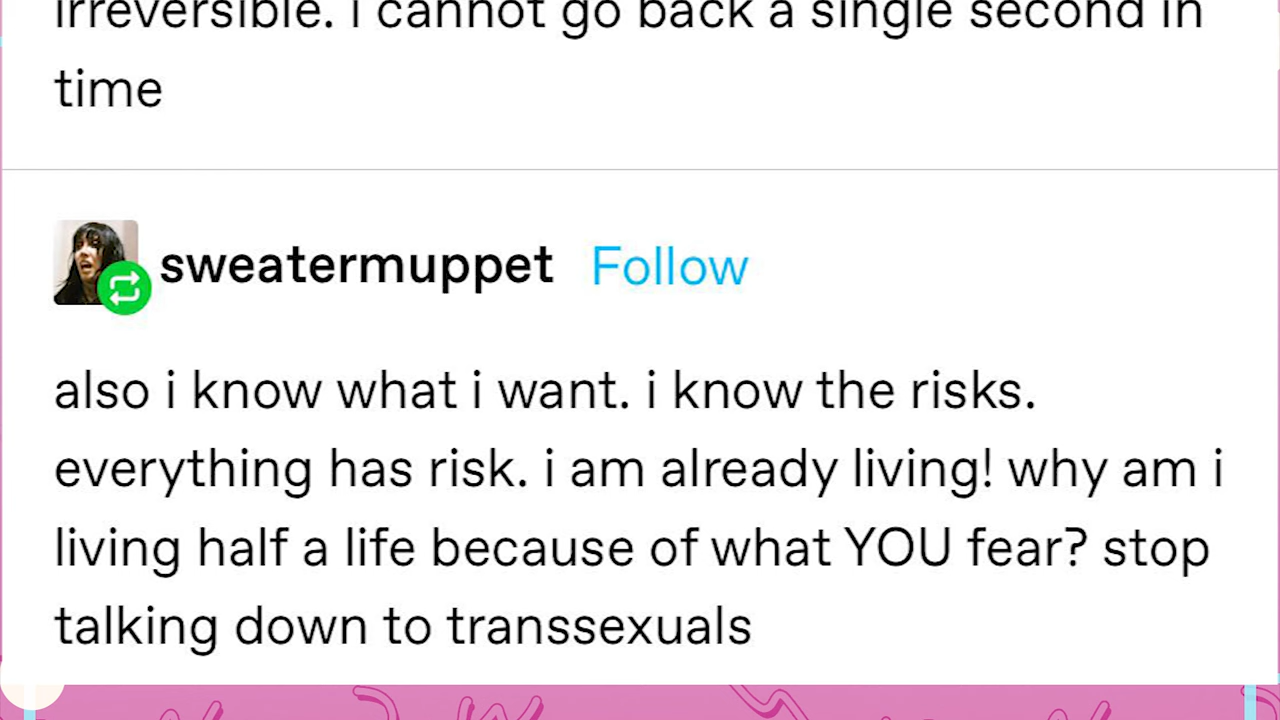 irreversible. i cannot go back a single second in
time
sweatermuppet Follow
also i know what i want. i know the risks.
everything has risk. i am already living! why am i
living half a life because of what YOU fear? stop
talking down to transsexuals